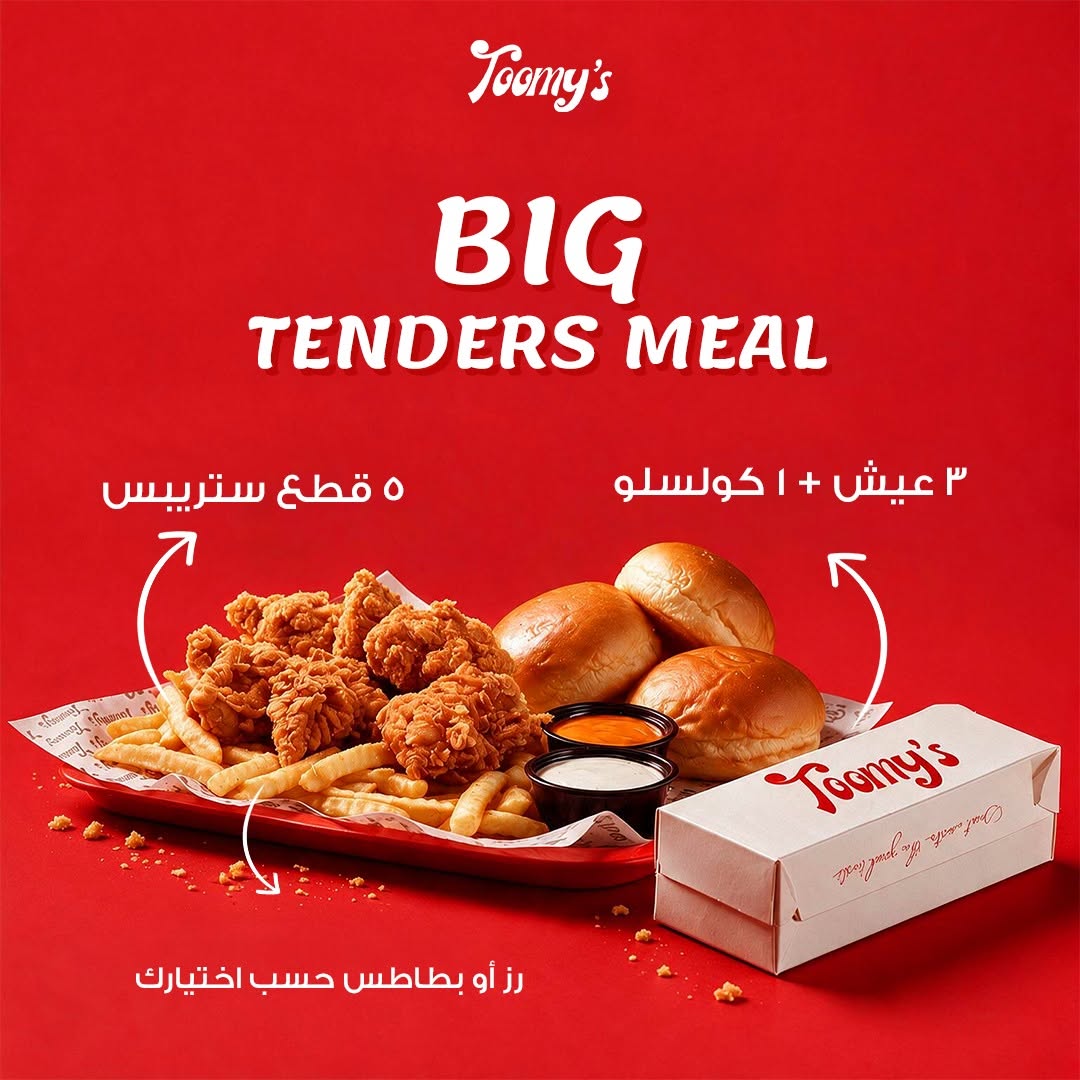 Toomy's
BIG
TENDERS MEAL
٣ عيش + ١ كولسلو
٥ قطع ستريبس
Toomy's
رز أو بطاطس حسب اختيارك